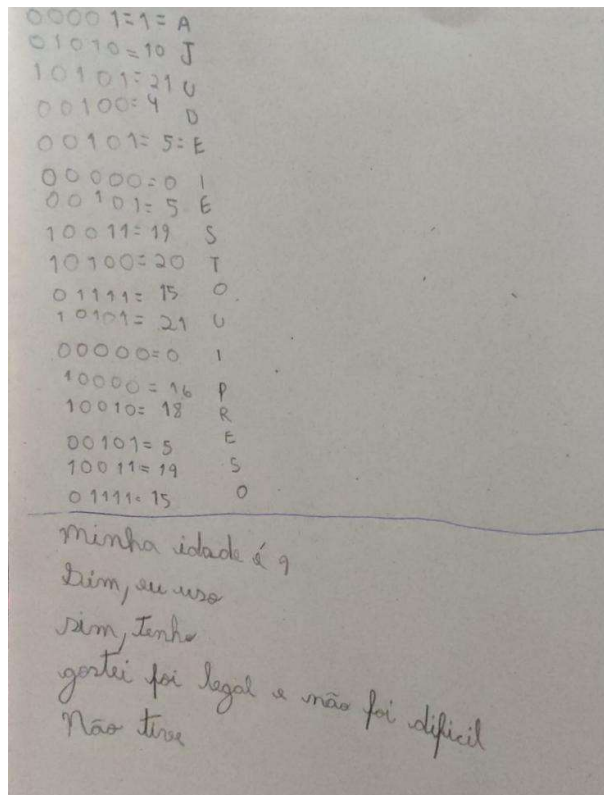 00001=1= A
01010=10 J
10101=21 U
00100=4 D
00101=5=E
00000=0 |
00101=5 E
10011=19 S
10100=20 T
01111=15 O
10101=21 U
00000=0 |
10000=16 P
10010=18 R
00101=5 E
10011=19 S
01111=15 O
Minha idade é 9
Sim, eu uso
sim, tenho
gostei foi legal e não foi dificil
Não tive